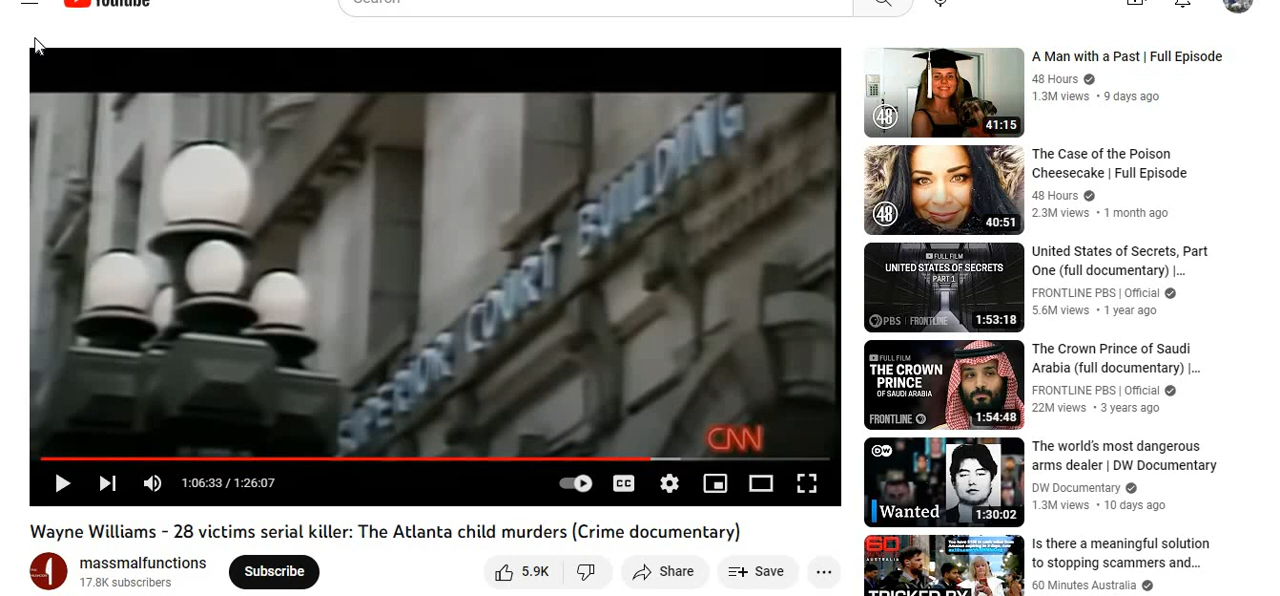 YouTube
Search
STEPHENSON COURT BUILDING
CNN
1:06:33 / 1:26:07
CC
Wayne Williams - 28 victims serial killer: The Atlanta child murders (Crime documentary)
massmalfunctions
17.8K subscribers
Subscribe
5.9K
Share
Save
48
41:15
A Man with a Past | Full Episode
48 Hours
1.3M views • 9 days ago
48
40:51
The Case of the Poison
Cheesecake | Full Episode
48 Hours
2.3M views • 1 month ago
FULL FILM
UNITED STATES OF SECRETS
PART 1
PBS | FRONTLINE
1:53:18
United States of Secrets, Part
One (full documentary) |...
FRONTLINE PBS | Official
5.6M views • 1 year ago
FULL FILM
THE CROWN
PRINCE
OF SAUDI ARABIA
FRONTLINE
1:54:48
The Crown Prince of Saudi
Arabia (full documentary) |...
FRONTLINE PBS | Official
22M views • 3 years ago
DW
Wanted
1:30:02
The world's most dangerous
arms dealer | DW Documentary
DW Documentary
1.3M views • 10 days ago
60
AUSTRALIA
TRICKED BY
Is there a meaningful solution
to stopping scammers and...
60 Minutes Australia